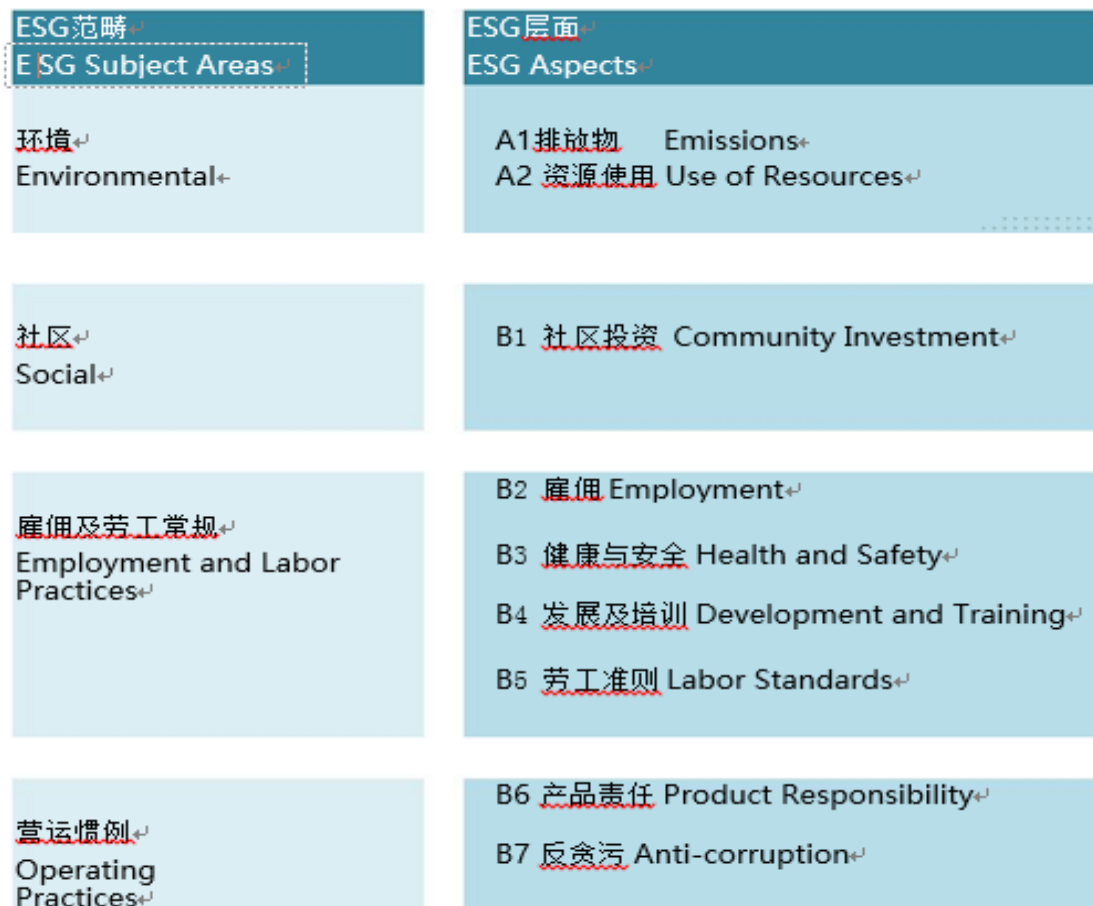 ESG范畴
ESG Subject Areas
ESG层面
ESG Aspects
环境
Environmental
A1排放物 Emissions
A2 资源使用 Use of Resources
社区
Social
B1 社区投资 Community Investment
雇佣及劳工常规
Employment and Labor
Practices
B2 雇佣 Employment
B3 健康与安全 Health and Safety
B4 发展及培训 Development and Training
B5 劳工准则 Labor Standards
营运惯例
Operating
Practices
B6 产品责任 Product Responsibility
B7 反贪污 Anti-corruption